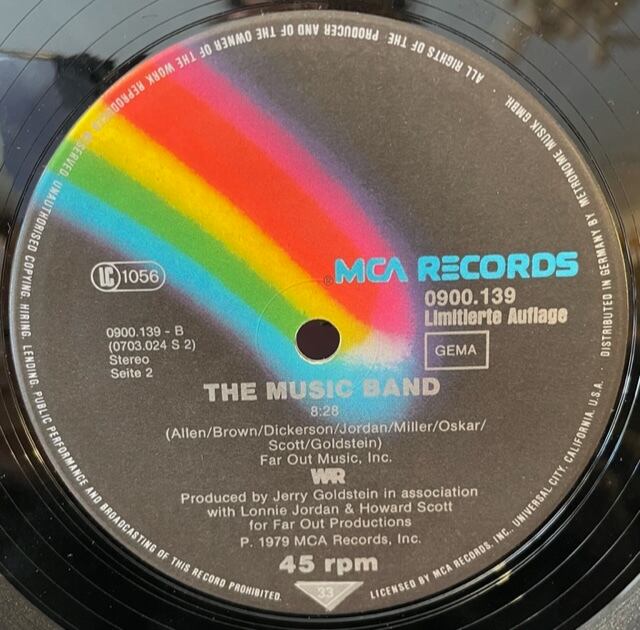 ALL RIGHTS OF THE PRODUCER AND OF THE OWNER OF THE WORK REPRODUCED RESERVED. UNAUTHORISED COPYING, HIRING, LENDING, PUBLIC PERFORMANCE AND BROADCASTING OF THIS RECORD PROHIBITED.
MCA RECORDS
®
LC 1056
0900.139
Limitierte Auflage
GEMA
0900.139 - B
(0703.024 S 2)
Stereo
Seite 2
THE MUSIC BAND
8:28
(Allen/Brown/Dickerson/Jordan/Miller/Oskar/
Scott/Goldstein)
Far Out Music, Inc.
WAR
Produced by Jerry Goldstein in association
with Lonnie Jordan & Howard Scott
for Far Out Productions
P. 1979 MCA Records, Inc.
45 rpm
33
LICENSED BY MCA RECORDS, INC., UNIVERSAL CITY, CALIFORNIA, U.S.A. · DISTRIBUTED IN GERMANY BY METRONOME MUSIK GMBH.